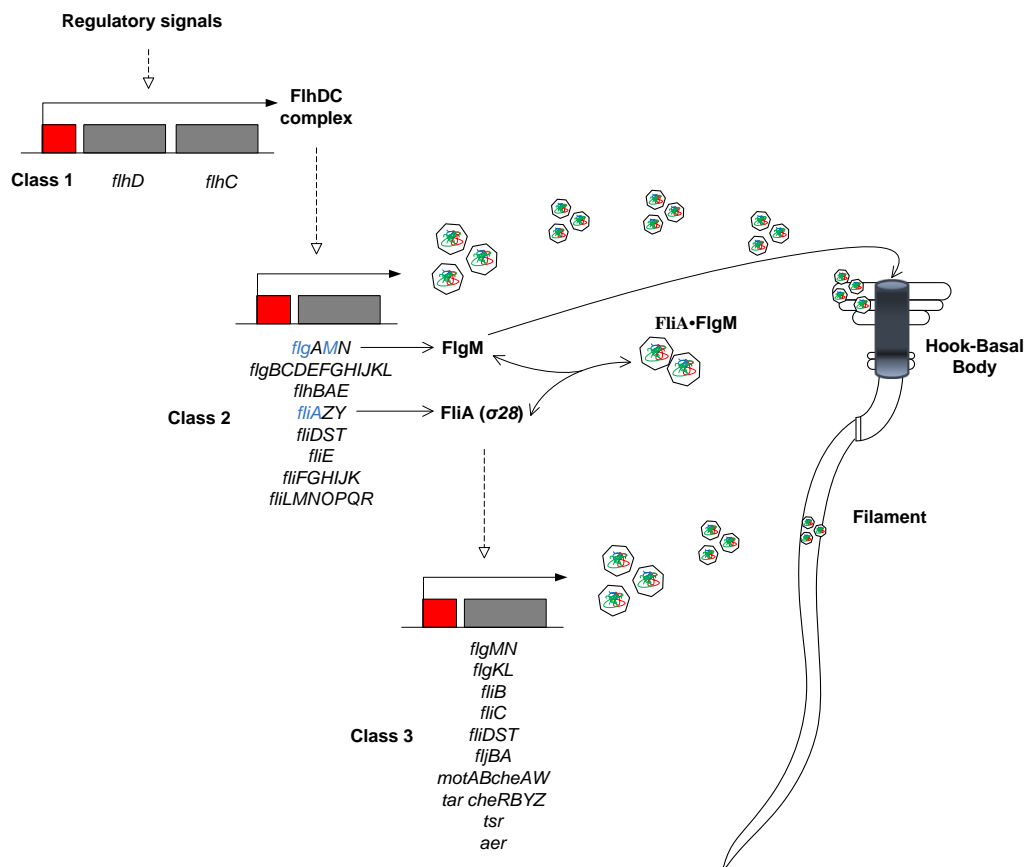 Regulatory signals
FlhDC
complex
Class 1
flhD
flhC
FliA•FlgM
Hook-Basal
Body
flgAMN
FlgM
flgBCDEFGHIJKL
flhBAE
Class 2
fliAZY
FliA (σ28)
fliDST
fliE
fliFGHIJK
fliLMNOPQR
Filament
flgMN
flgKL
fliB
fliC
Class 3
fliDST
fljBA
motABcheAW
tar cheRBYZ
tsr
aer